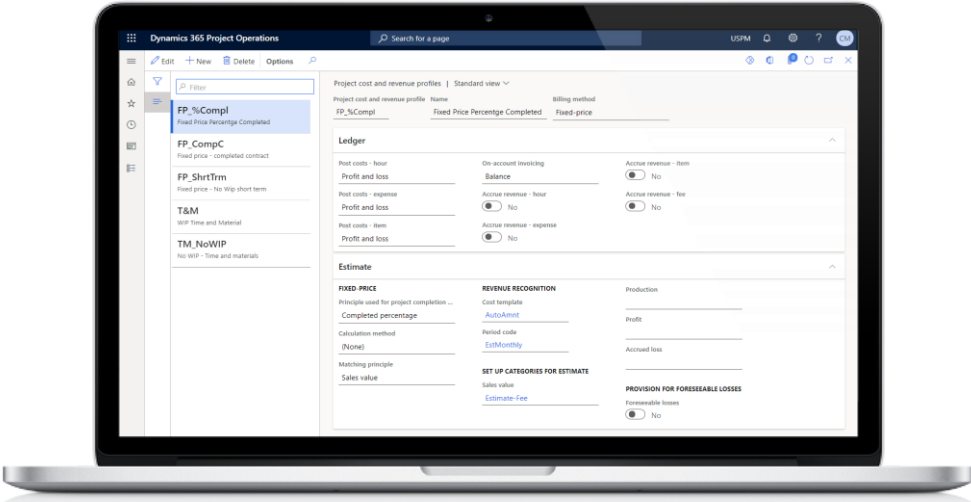 Dynamics 365 Project Operations
Search for a page
USPM
?
CM
Edit
New
Delete
Options
Filter
FP_%Compl
Fixed Price Percentge Completed
FP_CompC
Fixed price - completed contract
FP_ShrtTrm
Fixed price - No Wip short term
T&M
WIP Time and Material
TM_NoWIP
No WIP - Time and materials
Project cost and revenue profiles | Standard view
Project cost and revenue profile Name Billing method
FP_%Compl Fixed Price Percentge Completed Fixed-price
Ledger
Post costs - hour
Profit and loss
Post costs - expense
Profit and loss
Post costs - item
Profit and loss
On-account invoicing
Balance
Accrue revenue - hour
No
Accrue revenue - expense
No
Accrue revenue - item
No
Accrue revenue - fee
No
Estimate
FIXED-PRICE
Principle used for project completion ...
Completed percentage
Calculation method
(None)
Matching principle
Sales value
REVENUE RECOGNITION
Cost template
AutoAmnt
Period code
EstMonthly
SET UP CATEGORIES FOR ESTIMATE
Sales value
Estimate-Fee
Production
Profit
Accrued loss
PROVISION FOR FORESEEABLE LOSSES
Foreseeable losses
No